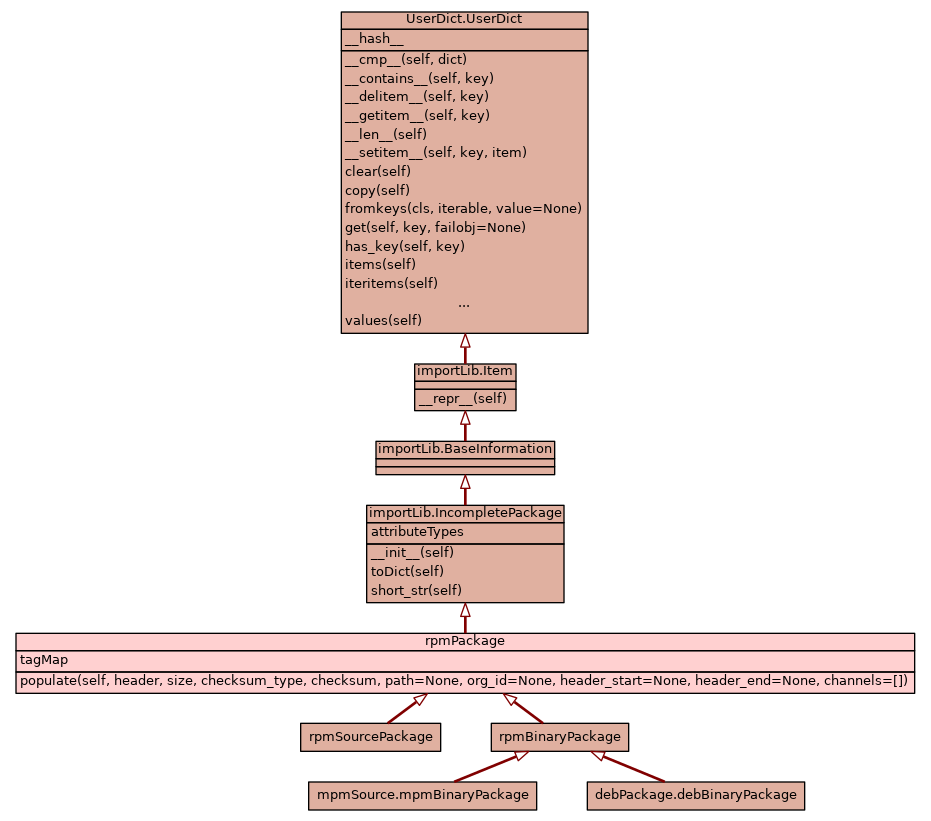 UserDict.UserDict
__hash__
__cmp__(self, dict)
__contains__(self, key)
__delitem__(self, key)
__getitem__(self, key)
__len__(self)
__setitem__(self, key, item)
clear(self)
copy(self)
fromkeys(cls, iterable, value=None)
get(self, key, failobj=None)
has_key(self, key)
items(self)
iteritems(self)
...
values(self)
importLib.Item
__repr__(self)
importLib.BaseInformation
importLib.IncompletePackage
attributeTypes
__init__(self)
toDict(self)
short_str(self)
rpmPackage
tagMap
populate(self, header, size, checksum_type, checksum, path=None, org_id=None, header_start=None, header_end=None, channels=[])
rpmSourcePackage
rpmBinaryPackage
mpmSource.mpmBinaryPackage
debPackage.debBinaryPackage